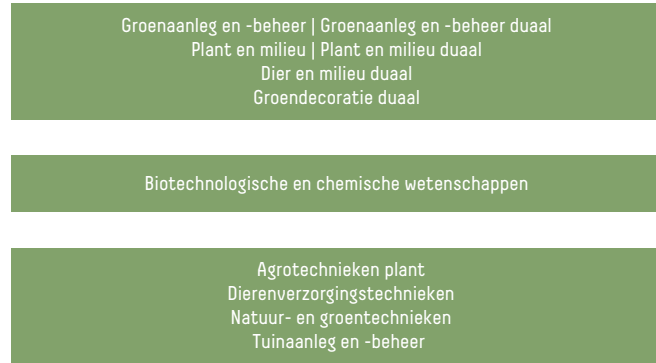 Groenaanleg en -beheer | Groenaanleg en -beheer duaal
Plant en milieu | Plant en milieu duaal
Dier en milieu duaal
Groendecoratie duaal
Biotechnologische en chemische wetenschappen
Agrotechnieken plant
Dierenverzorgingstechnieken
Natuur- en groentechnieken
Tuinaanleg en -beheer